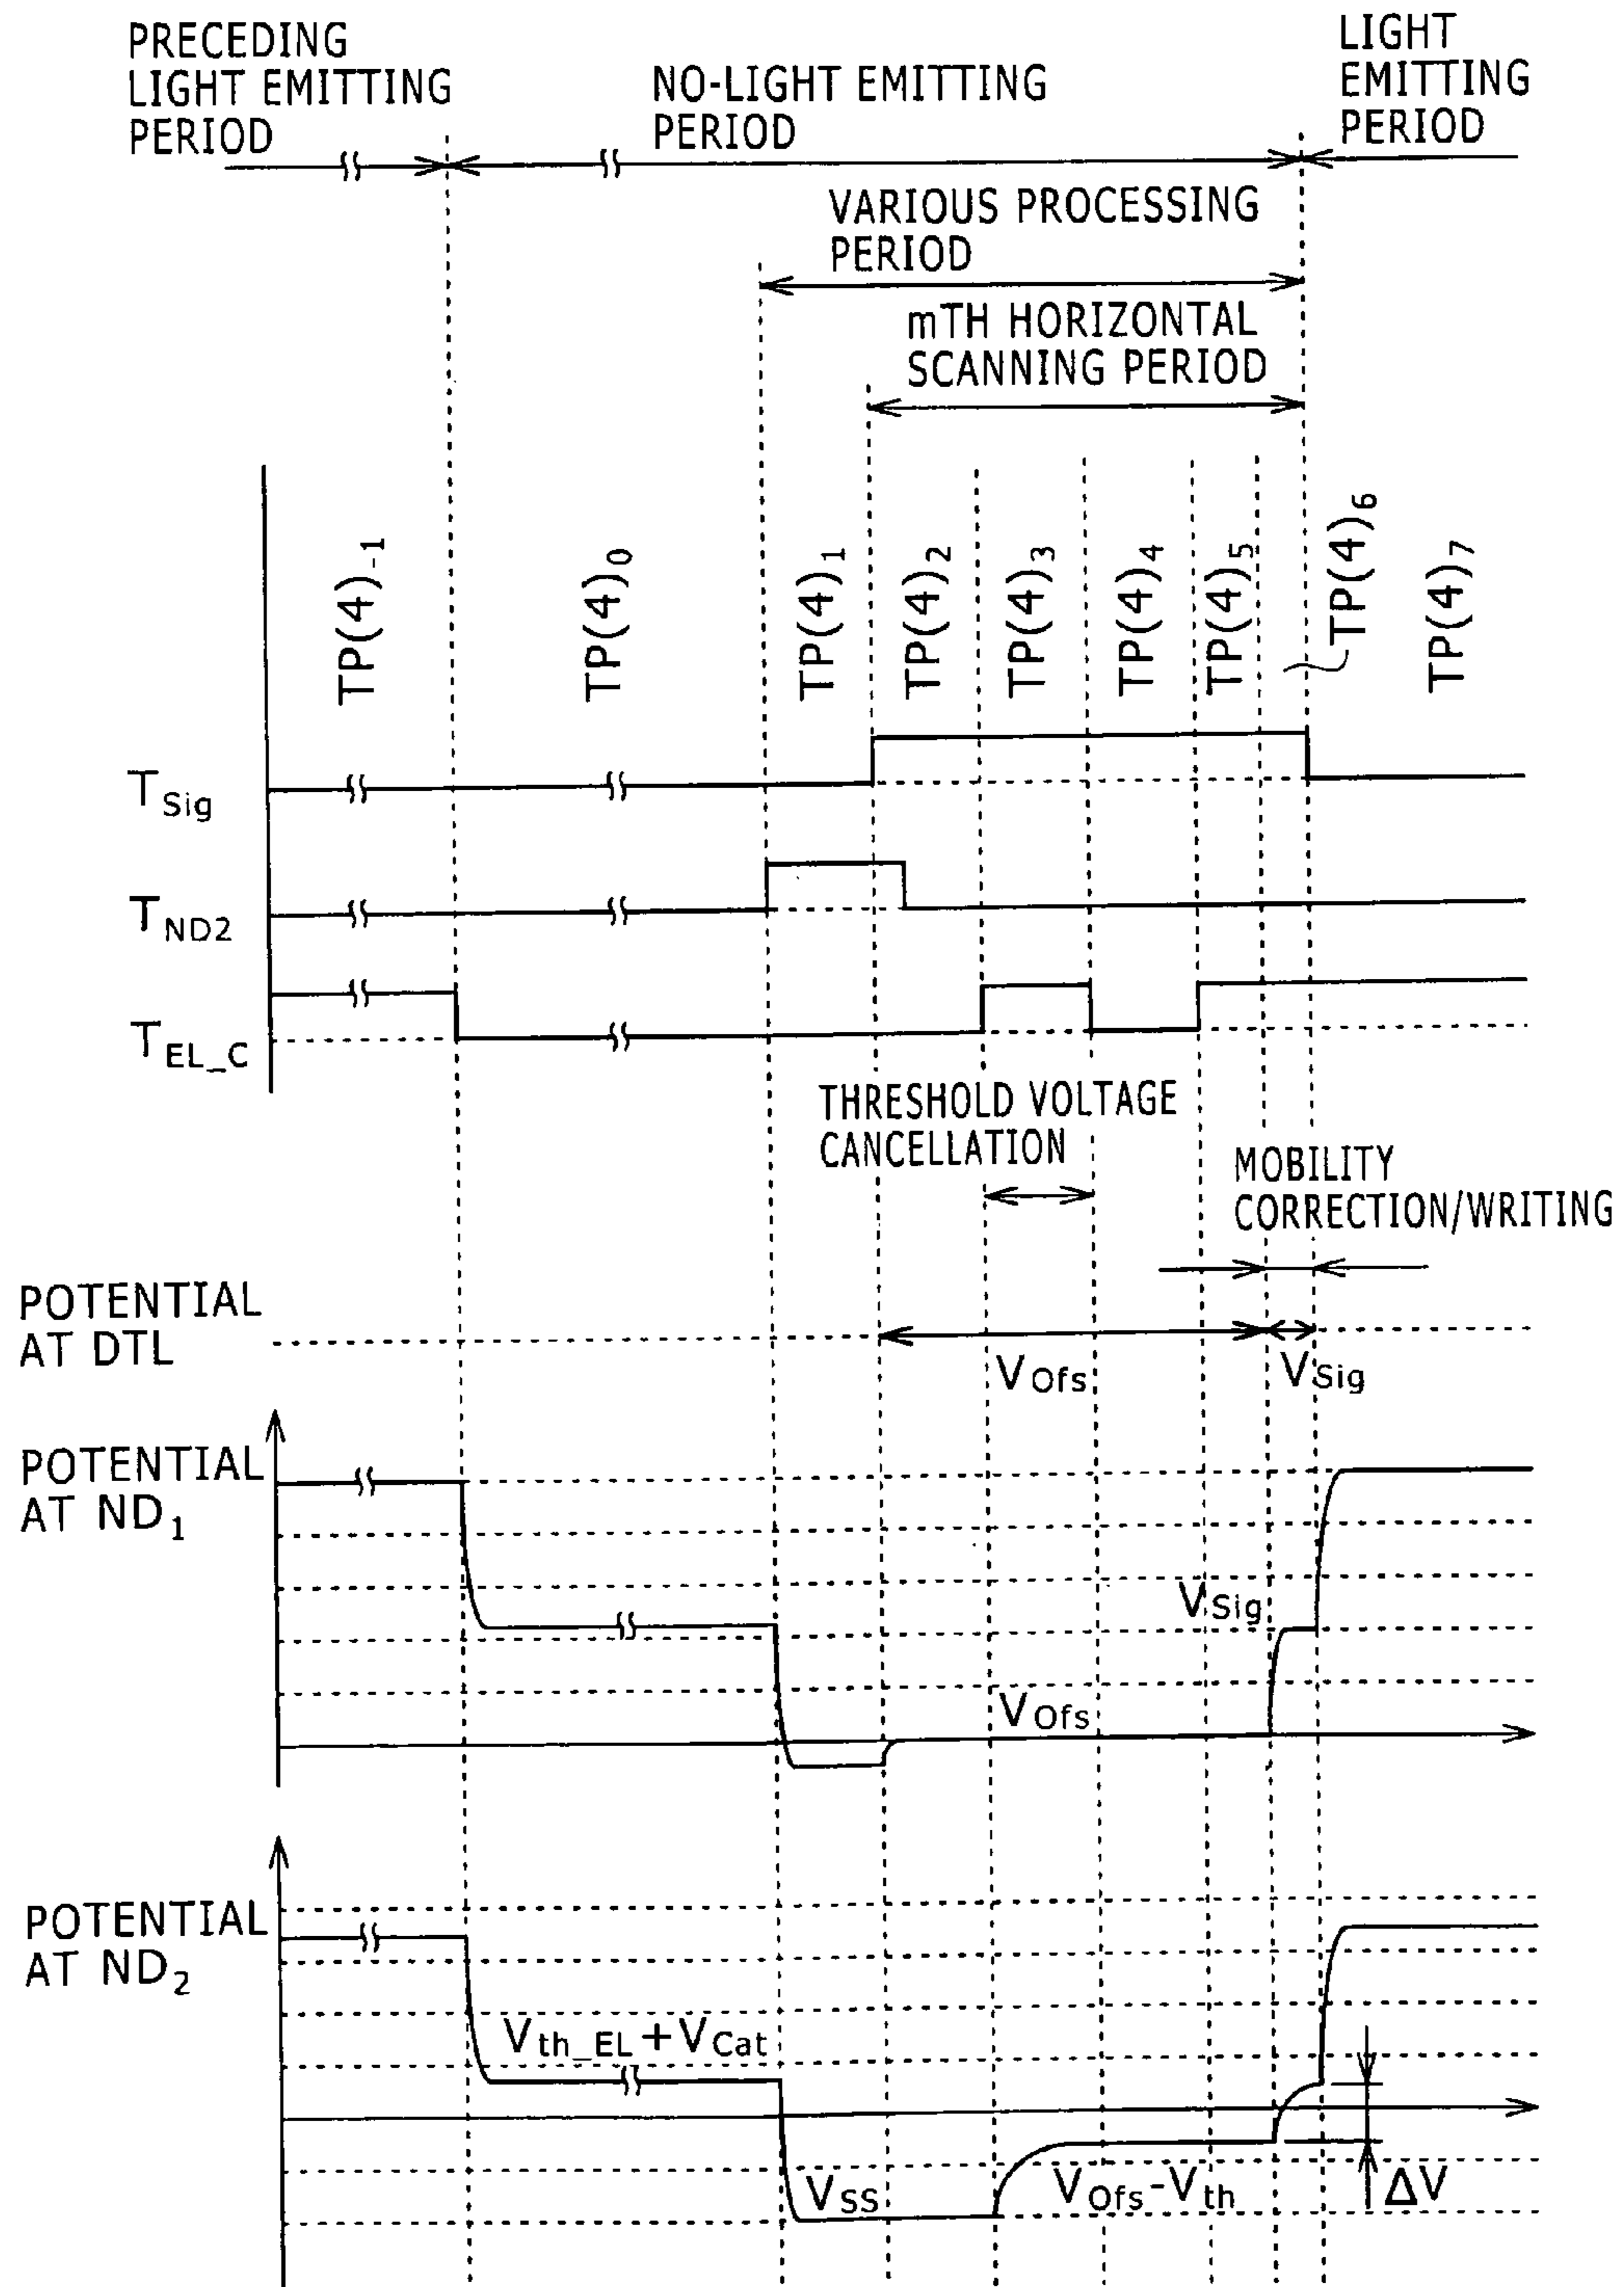 PRECEDING
LIGHT EMITTING
PERIOD
NO-LIGHT EMITTING
PERIOD
LIGHT
EMITTING
PERIOD
VARIOUS PROCESSING
PERIOD
mTH HORIZONTAL
SCANNING PERIOD
TP(4)-1
TP(4)0
TP(4)1
TP(4)2
TP(4)3
TP(4)4
TP(4)5
TP(4)6
TP(4)7
TSig
TND2
TEL_C
THRESHOLD VOLTAGE
CANCELLATION
MOBILITY
CORRECTION/WRITING
POTENTIAL
AT DTL
VOfs
VSig
POTENTIAL
AT ND1
VSig
VOfs
POTENTIAL
AT ND2
Vth_EL+VCat
VSS
VOfs-Vth
ΔV